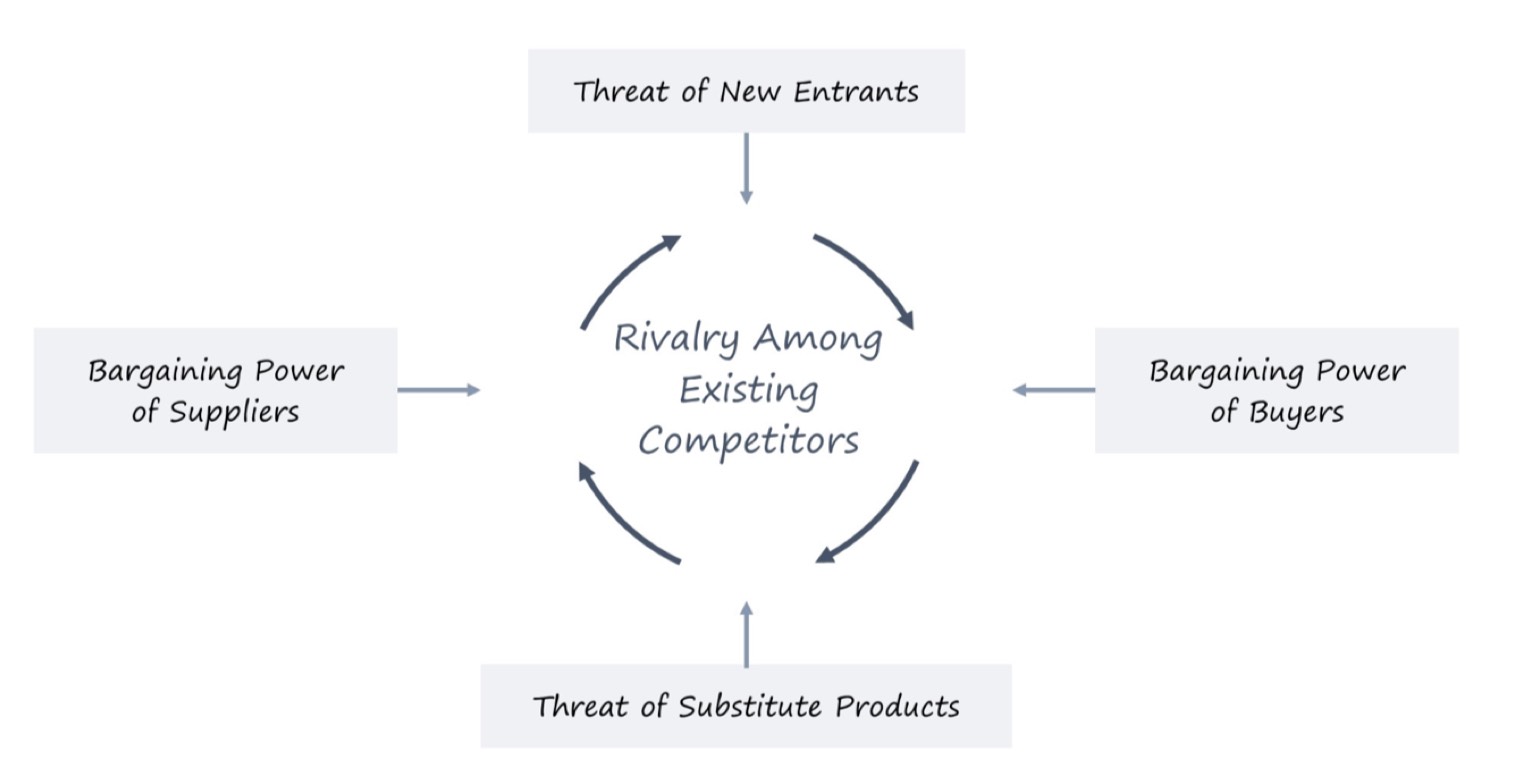 Threat of New Entrants
Rivalry Among
Existing
Competitors
Bargaining Power
of Suppliers
Bargaining Power
of Buyers
Threat of Substitute Products